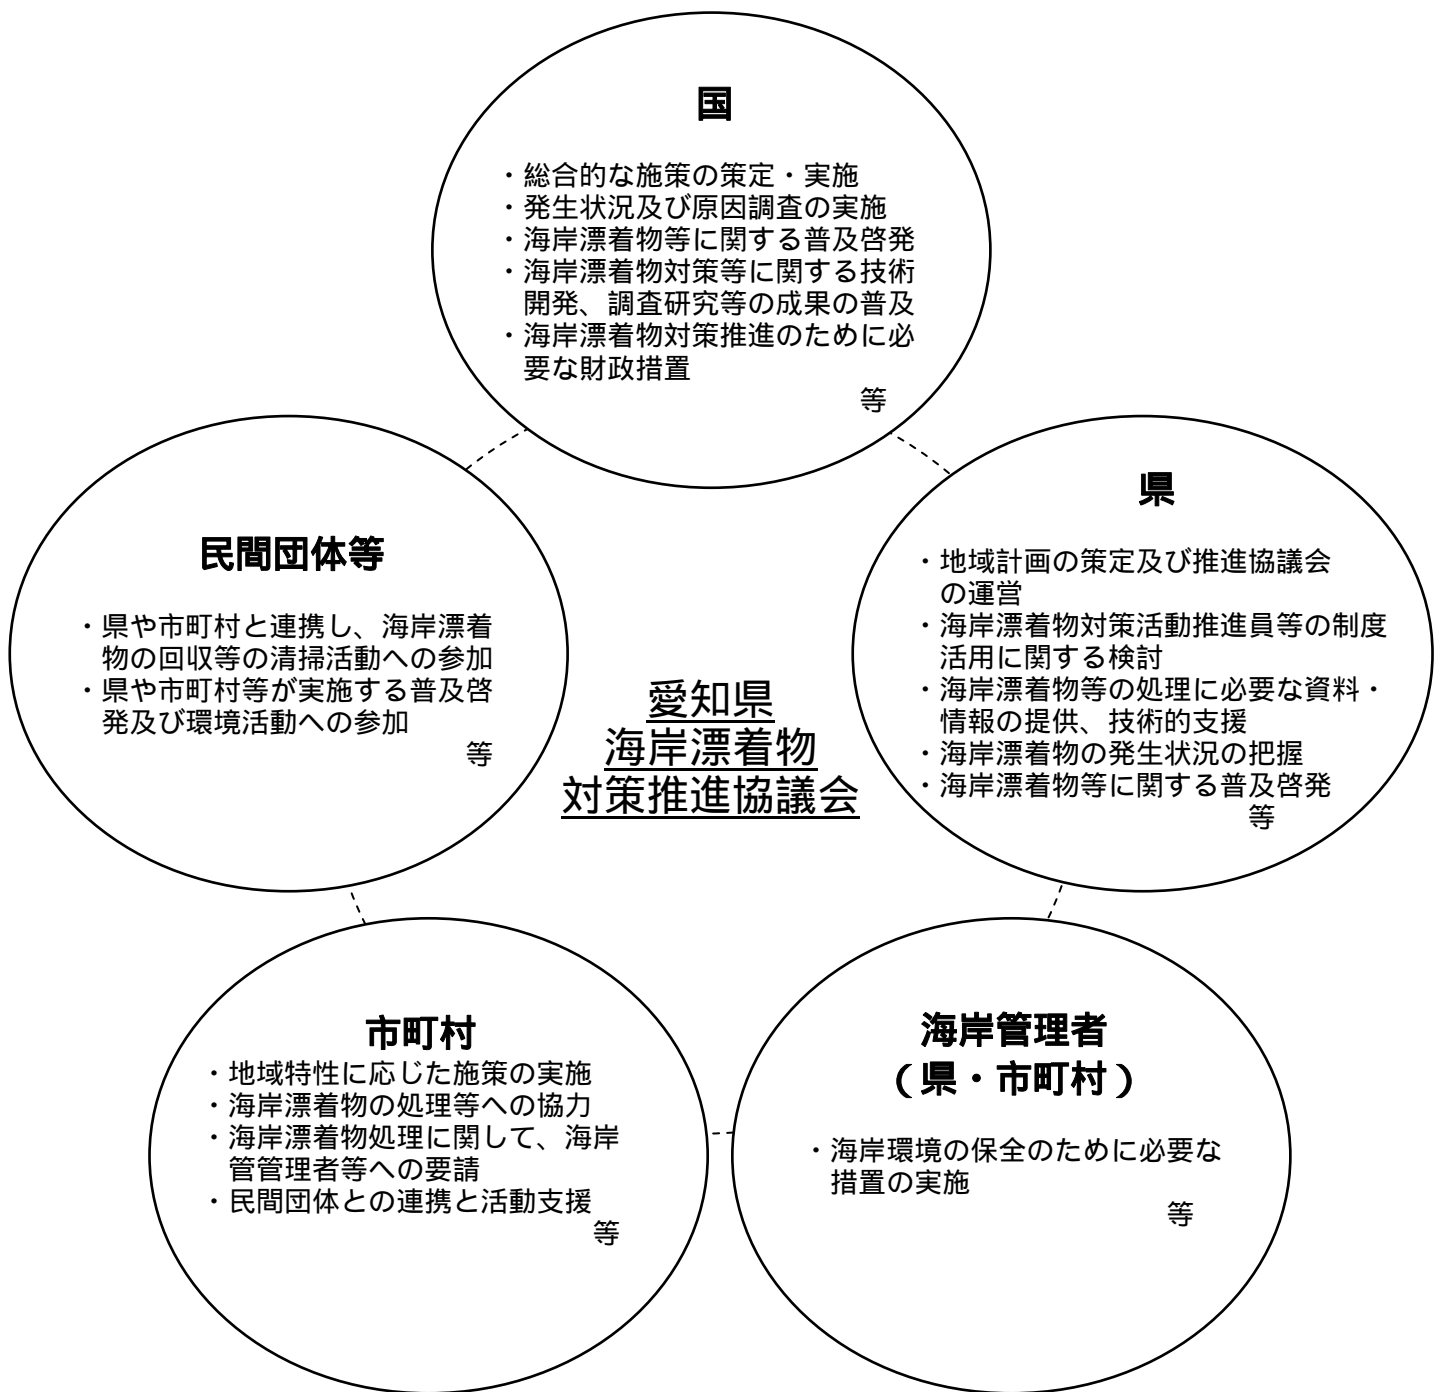 国
・総合的な施策の策定・実施
・発生状況及び原因調査の実施
・海岸漂着物等に関する普及啓発
・海岸漂着物対策等に関する技術
開発、調査研究等の成果の普及
・海岸漂着物対策推進のために必
要な財政措置
等
民間団体等
・県や市町村と連携し、海岸漂着
物の回収等の清掃活動への参加
・県や市町村等が実施する普及啓
発及び環境活動への参加
等
愛知県
海岸漂着物
対策推進協議会
県
・地域計画の策定及び推進協議会
の運営
・海岸漂着物対策活動推進員等の制度
活用に関する検討
・海岸漂着物等の処理に必要な資料・
情報の提供、技術的支援
・海岸漂着物の発生状況の把握
・海岸漂着物等に関する普及啓発
等
市町村
・地域特性に応じた施策の実施
・海岸漂着物の処理等への協力
・海岸漂着物処理に関して、海岸
管管理者等への要請
・民間団体との連携と活動支援
等
海岸管理者
（県・市町村）
・海岸環境の保全のために必要な
措置の実施
等